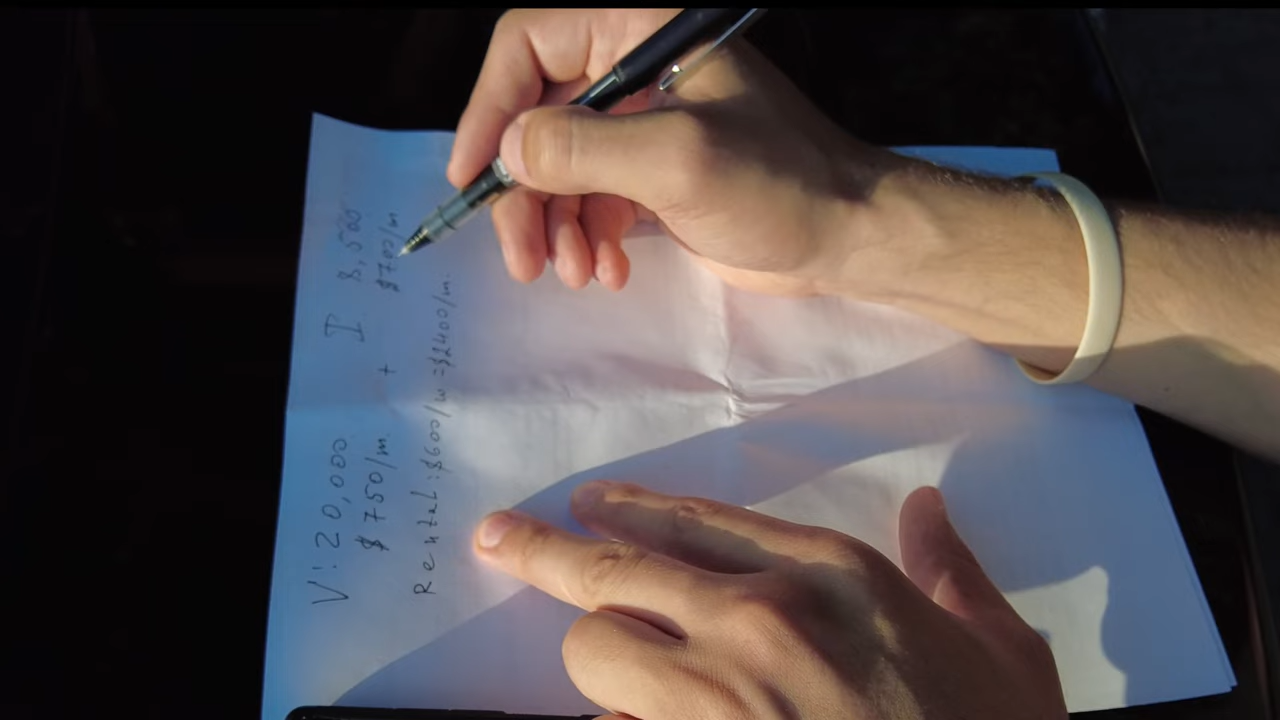 V: 20,000 I 8,500
$750/m. + $700/m
Rental: $600/w = $2400/m.